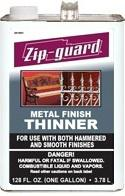 Zip-guard®
METAL FINISH
THINNER
FOR USE WITH BOTH HAMMERED
AND SMOOTH FINISHES
DANGER!
HARMFUL OR FATAL IF SWALLOWED.
COMBUSTIBLE LIQUID AND VAPORS.
Read other cautions on back panel.
128 FL. OZ. (ONE GALLON) • 3.78 L